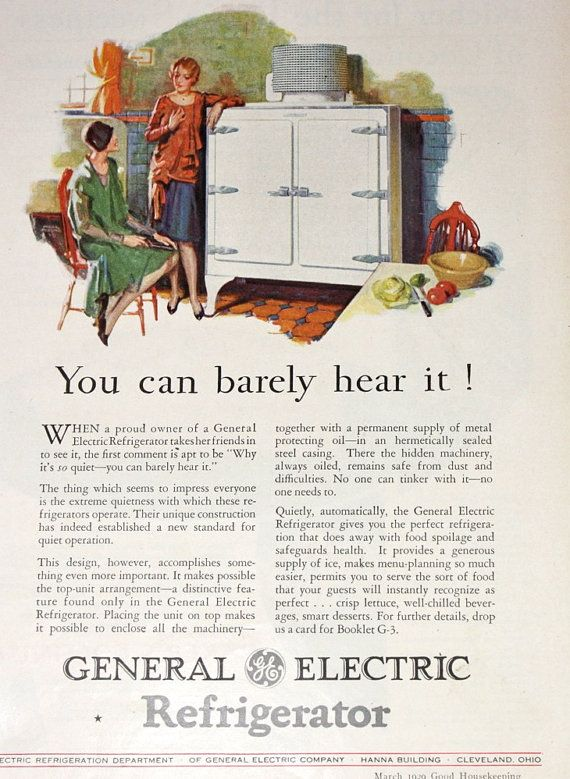 You can barely hear it !
WHEN a proud owner of a General
Electric Refrigerator takes her friends in
to see it, the first comment is apt to be "Why
it's so quiet—you can barely hear it."
The thing which seems to impress everyone
is the extreme quietness with which these re-
frigerators operate. Their unique construction
has indeed established a new standard for
quiet operation.
This design, however, accomplishes some-
thing even more important. It makes possible
the top-unit arrangement—a distinctive fea-
ture found only in the General Electric
Refrigerator. Placing the unit on top makes
it possible to enclose all the machinery—
together with a permanent supply of metal
protecting oil—in an hermetically sealed
steel casing. There the hidden machinery,
always oiled, remains safe from dust and
difficulties. No one can tinker with it—no
one needs to.
Quietly, automatically, the General Electric
Refrigerator gives you the perfect refrigera-
tion that does away with food spoilage and
safeguards health. It provides a generous
supply of ice, makes menu-planning so much
easier, permits you to serve the sort of food
that your guests will instantly recognize as
perfect . . . crisp lettuce, well-chilled bever-
ages, smart desserts. For further details, drop
us a card for Booklet G-3.
GENERAL GE ELECTRIC
Refrigerator
ECTRIC REFRIGERATION DEPARTMENT · OF GENERAL ELECTRIC COMPANY · HANNA BUILDING · CLEVELAND, OHIO
March 1929 Good Housekeeping